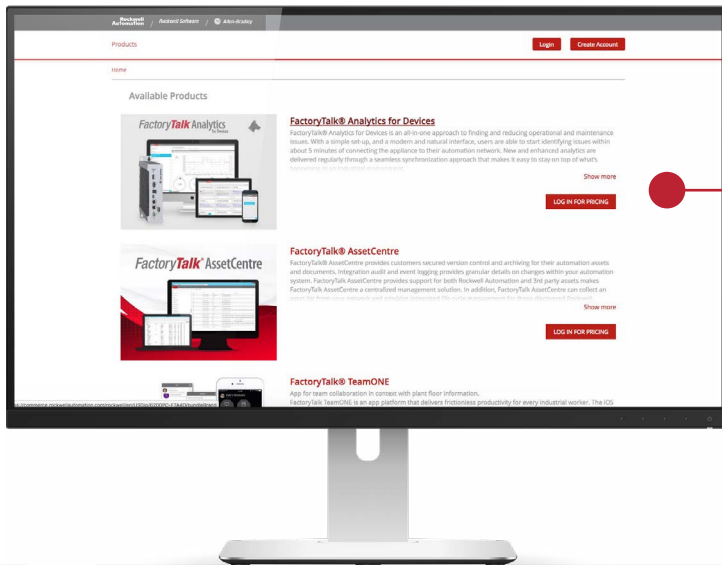 Rockwell Automation / Rockwell Software / Allen-Bradley
Products
Login
Create Account
Home
Available Products
FactoryTalk Analytics
for Devices
FactoryTalk® Analytics for Devices
FactoryTalk® Analytics for Devices is an all-in-one approach to finding and reducing operational and maintenance
issues. With a simple set-up, and a modern and natural interface, users are able to start identifying issues within
about 5 minutes of connecting the appliance to their automation network. New and enhanced analytics are
delivered regularly through a seamless synchronization approach that makes it easy to stay on top of what's
Show more
LOG IN FOR PRICING
FactoryTalk® AssetCentre
FactoryTalk® AssetCentre
FactoryTalk® AssetCentre provides customers secured version control and archiving for their automation assets
and documents. Integration audit and event logging provides granular details on changes within your automation
system. FactoryTalk AssetCentre provides support for both Rockwell Automation and 3rd party assets makes
FactoryTalk AssetCentre a centralized management solution. In addition, FactoryTalk AssetCentre can collect an
Show more
LOG IN FOR PRICING
FactoryTalk® TeamONE
App for team collaboration in context with plant floor information.
FactoryTalk TeamONE is an app platform that delivers frictionless productivity for every industrial worker. The iOS